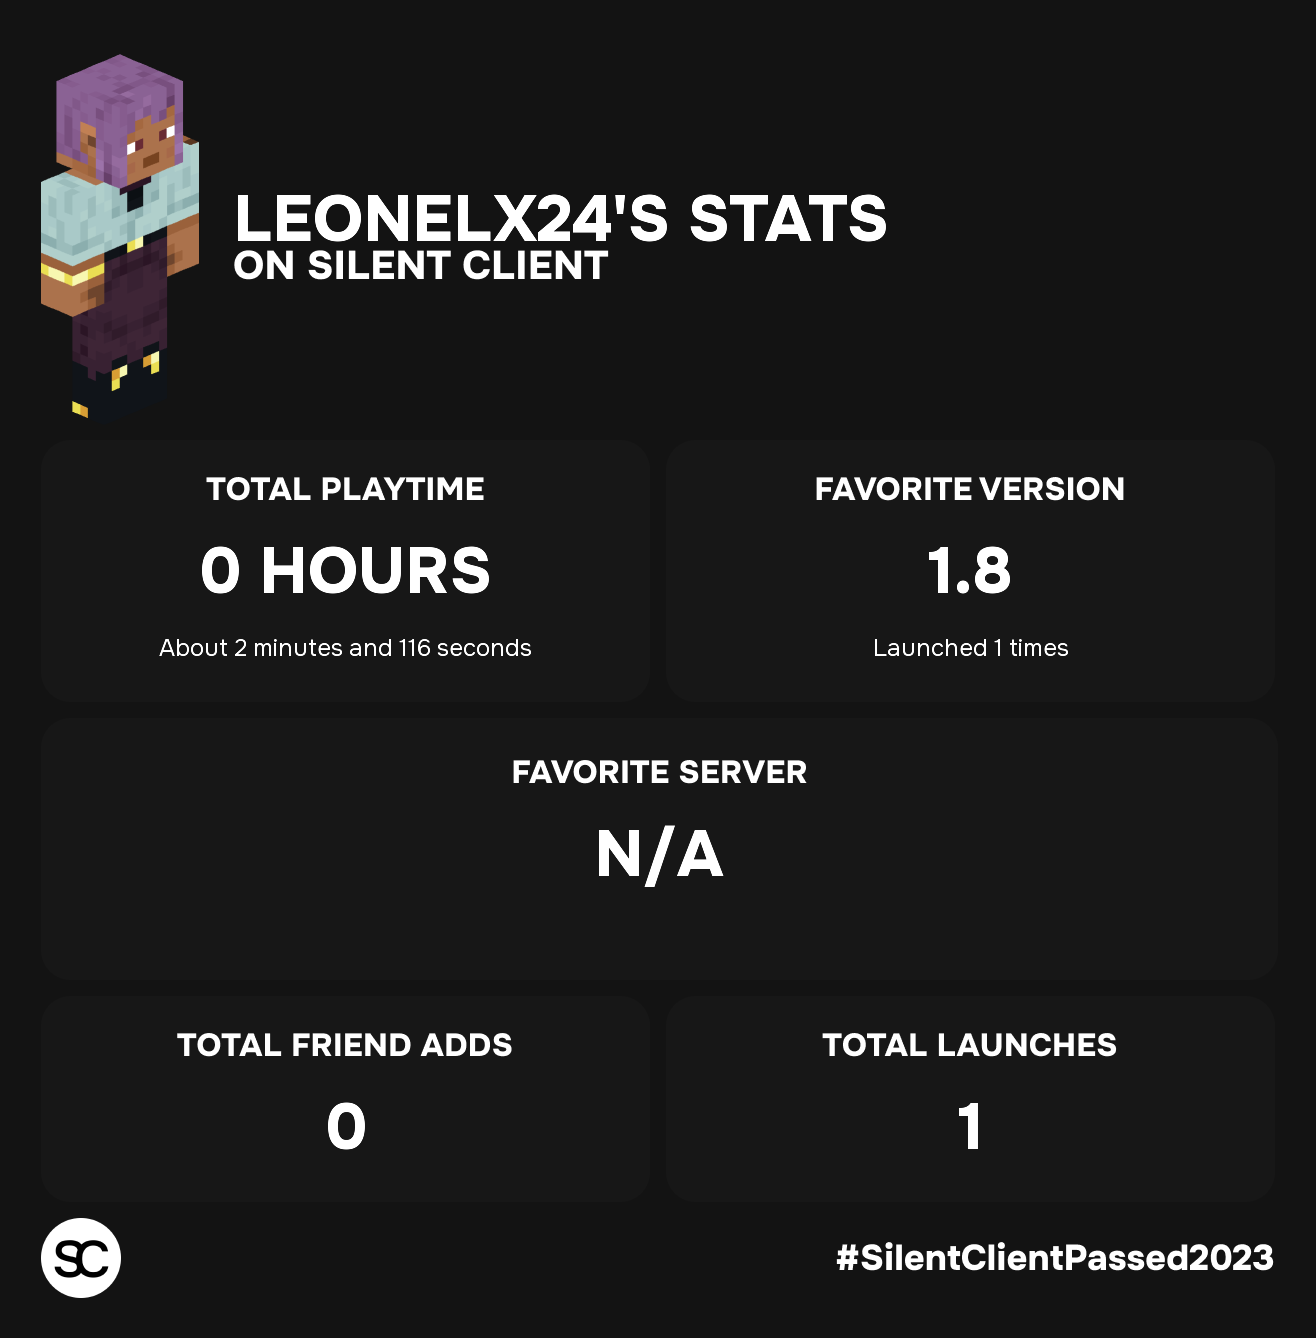 LEONELX24'S STATS
ON SILENT CLIENT
TOTAL PLAYTIME
0 HOURS
About 2 minutes and 116 seconds
FAVORITE VERSION
1.8
Launched 1 times
FAVORITE SERVER
N/A
TOTAL FRIEND ADDS
0
TOTAL LAUNCHES
1
SC
#SilentClientPassed2023